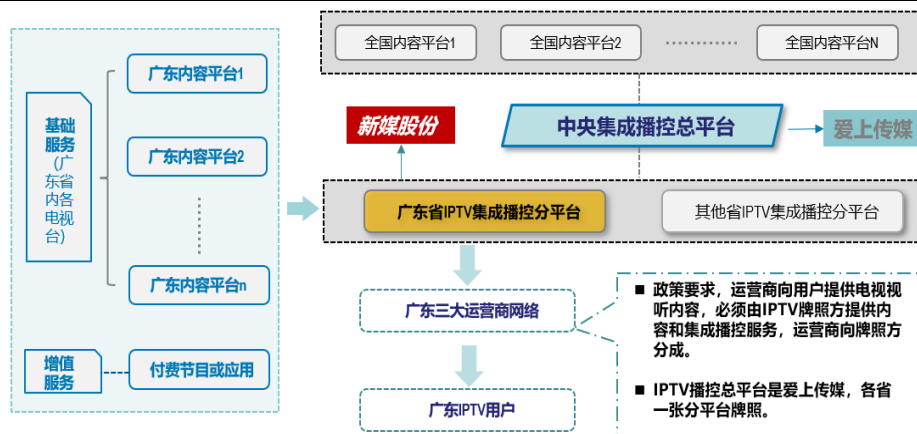 全国内容平台1
全国内容平台2
…………
全国内容平台N
基础
服务
(广
东省
内各
电视
台)
广东内容平台1
广东内容平台2
广东内容平台n
增值
服务
付费节目或应用
新媒股份
中央集成播控总平台
爱上传媒
广东省IPTV集成播控分平台
其他省IPTV集成播控分平台
广东三大运营商网络
广东IPTV用户
■ 政策要求，运营商向用户提供电视视
听内容，必须由IPTV牌照方提供内
容和集成播控服务，运营商向牌照方
分成。
■ IPTV播控总平台是爱上传媒，各省
一张分平台牌照。